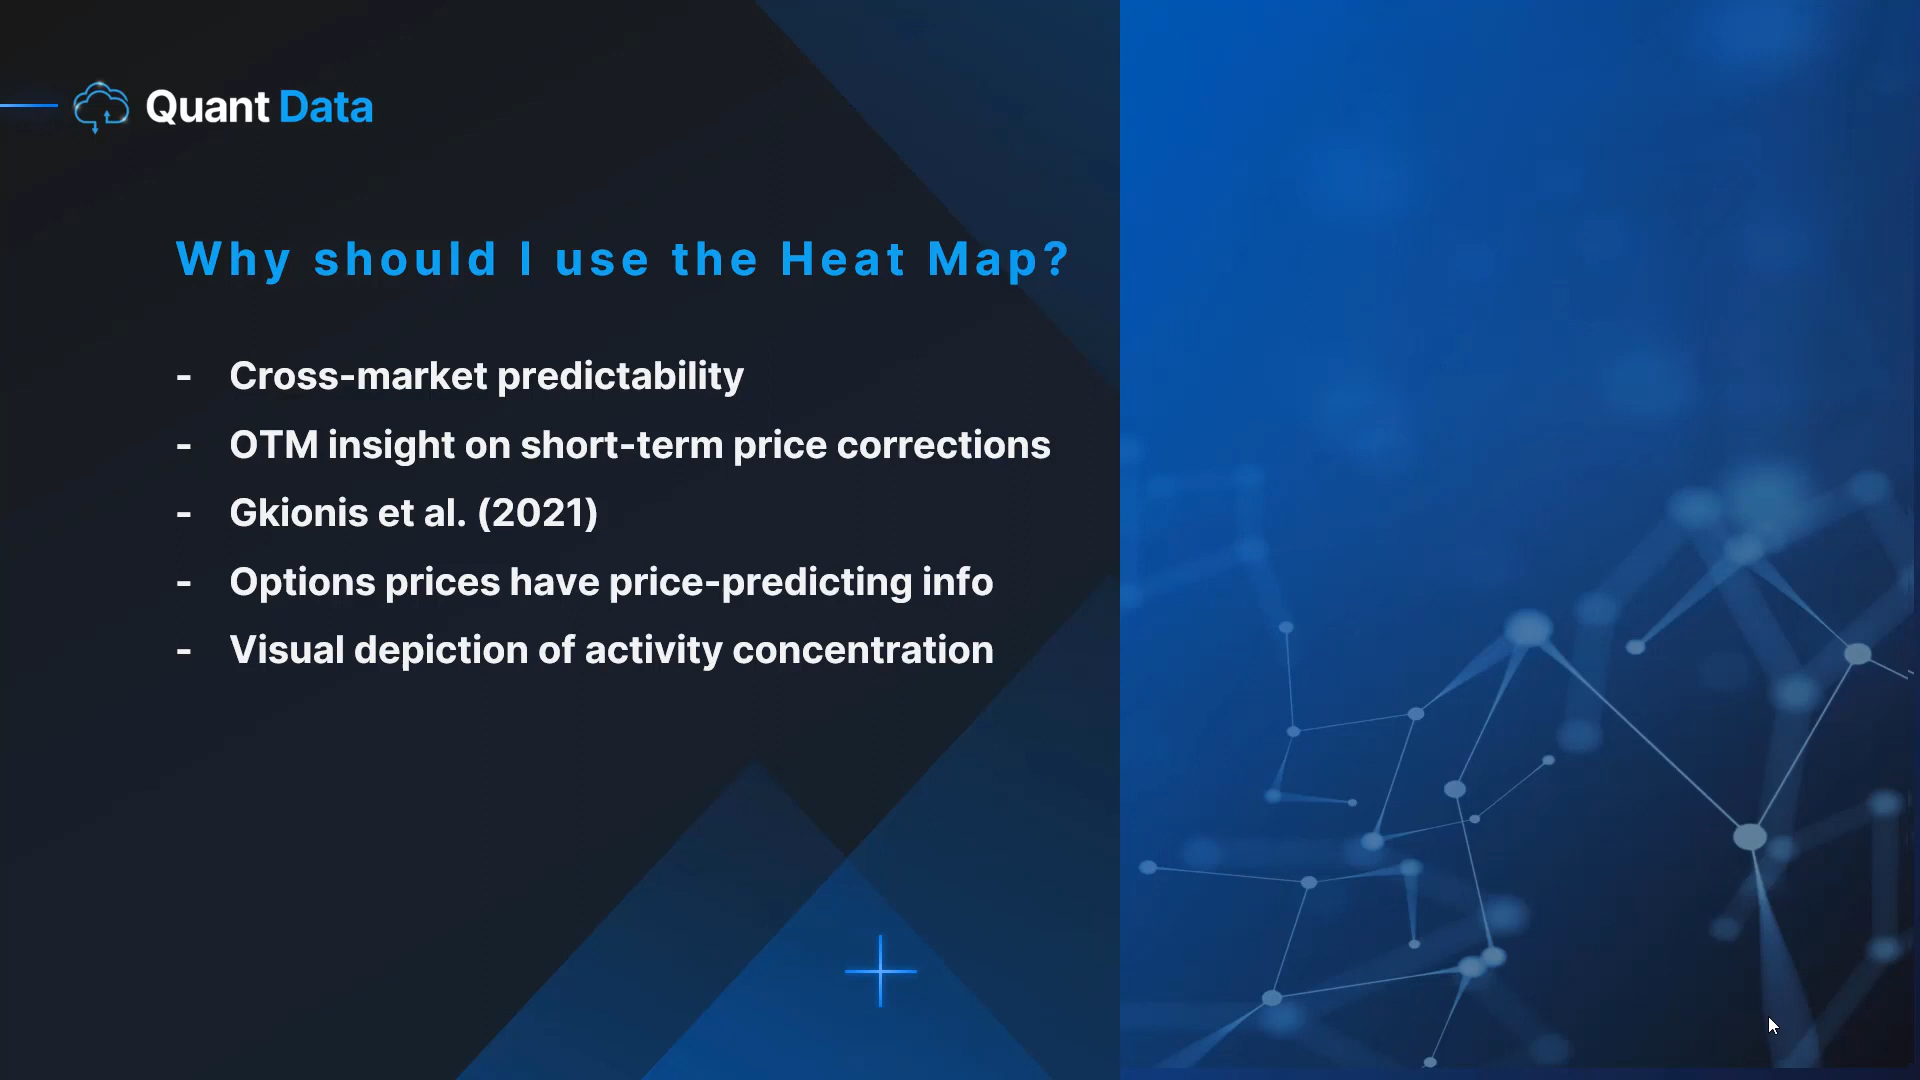 Quant Data
Why should I use the Heat Map?
- Cross-market predictability
- OTM insight on short-term price corrections
- Gkionis et al. (2021)
- Options prices have price-predicting info
- Visual depiction of activity concentration